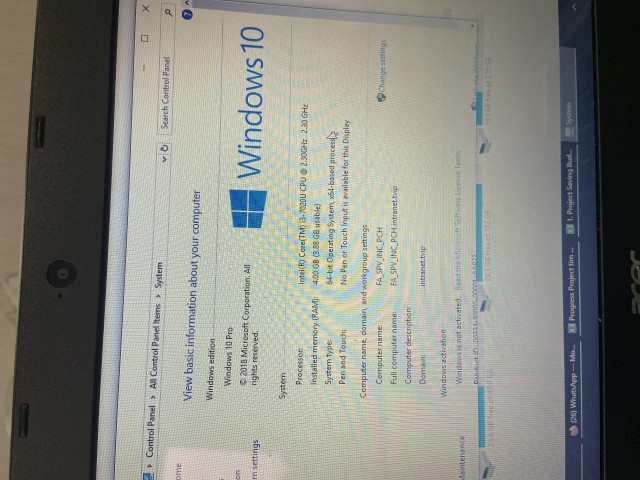 Control Panel > All Control Panel Items > System
Search Control Panel
ome
on
m settings
View basic information about your computer
Windows edition
Windows 10 Pro
© 2018 Microsoft Corporation. All
rights reserved.
Windows 10
System
Processor: Intel(R) Core(TM) i3-7020U CPU @ 2.30GHz 2.30 GHz
Installed memory (RAM): 4.00 GB (3.88 GB usable)
System type: 64-bit Operating System, x64-based processor
Pen and Touch: No Pen or Touch Input is available for this Display
Computer name, domain, and workgroup settings
Computer name: FA_SPV_INC_PCH
Change settings
Full computer name: FA_SPV_INC_PCH.intranet.tvip
Computer description:
Domain: intranet.tvip
Windows activation
Windows is not activated. Read the Microsoft Software License Terms
Maintenance
(20) WhatsApp — Mo...
Progress Project tim...
1. Project Saving Bud...
System
acer